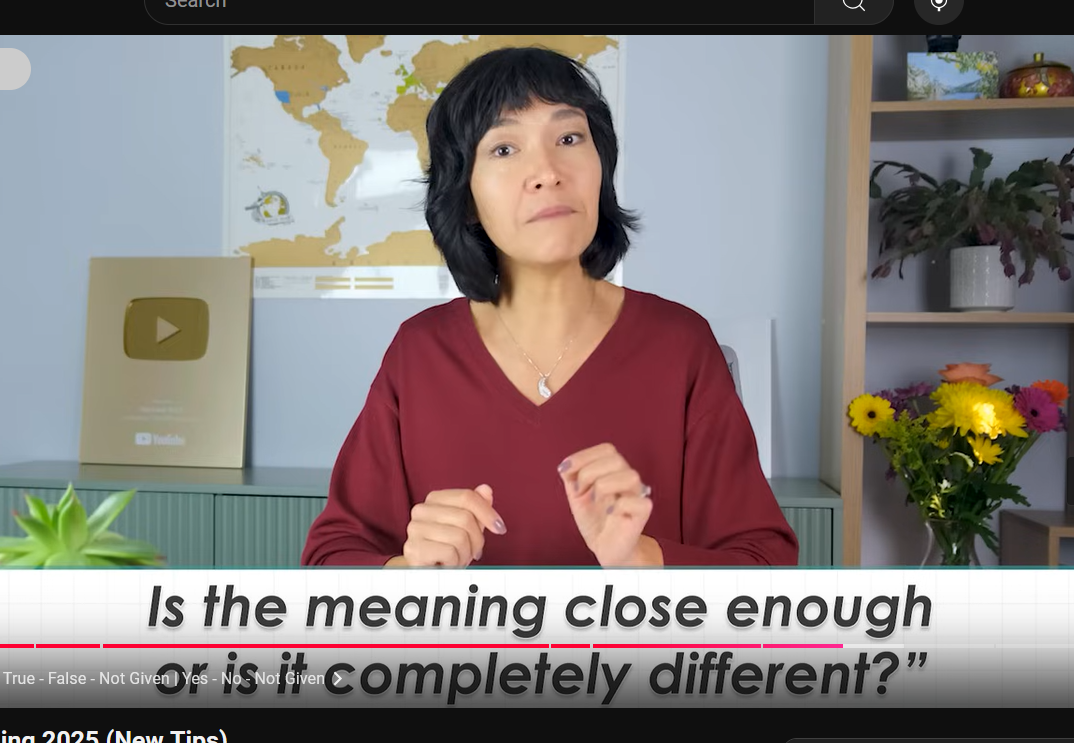 Search
YouTube
Is the meaning close enough
or is it completely different?”
True - False - Not Given | Yes - No - Not Given
ing 2025 (New Tips)